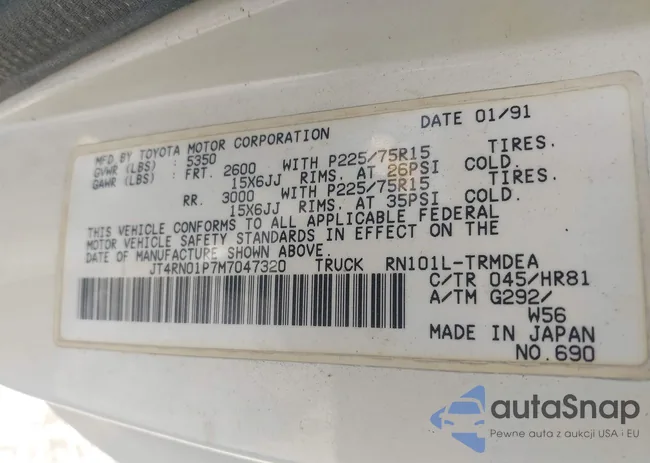 MFD BY TOYOTA MOTOR CORPORATION DATE 01/91
GVWR (LBS) : 5350
GAWR (LBS) : FRT. 2600 WITH P225/75R15 TIRES.
15X6JJ RIMS. AT 26PSI COLD.
RR. 3000 WITH P225/75R15 TIRES.
15X6JJ RIMS. AT 35PSI COLD.
THIS VEHICLE CONFORMS TO ALL APPLICABLE FEDERAL
MOTOR VEHICLE SAFETY STANDARDS IN EFFECT ON THE
DATE OF MANUFACTURE SHOWN ABOVE.
JT4RN01P7M7047320 TRUCK RN101L-TRMDEA
C/TR 045/HR81
A/TM G292/
W56
MADE IN JAPAN
NO.690
autaSnap
Pewne auta z aukcji USA i EU